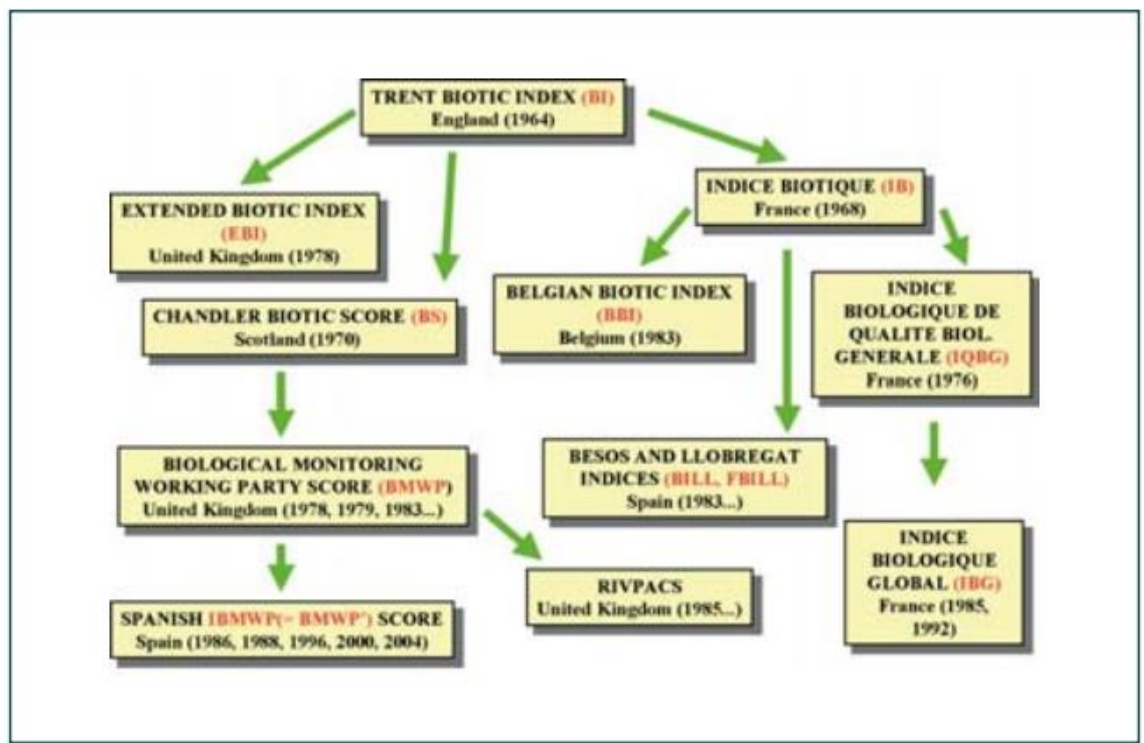 TRENT BIOTIC INDEX (BI)
England (1964)
EXTENDED BIOTIC INDEX
(EBI)
United Kingdom (1978)
INDICE BIOTIQUE (IB)
France (1968)
CHANDLER BIOTIC SCORE (BS)
Scotland (1970)
BELGIAN BIOTIC INDEX
(BBI)
Belgium (1983)
INDICE
BIOLOGIQUE DE
QUALITE BIOL.
GENERALE (IQBG)
France (1976)
BIOLOGICAL MONITORING
WORKING PARTY SCORE (BMWP)
United Kingdom (1978, 1979, 1983...)
BESOS AND LLOBREGAT
INDICES (BILL, FBILL)
Spain (1983...)
INDICE
BIOLOGIQUE
GLOBAL (IBG)
France (1985,
1992)
RIVPACS
United Kingdom (1985...)
SPANISH IBMWP(= BMWP') SCORE
Spain (1986, 1988, 1996, 2000, 2004)